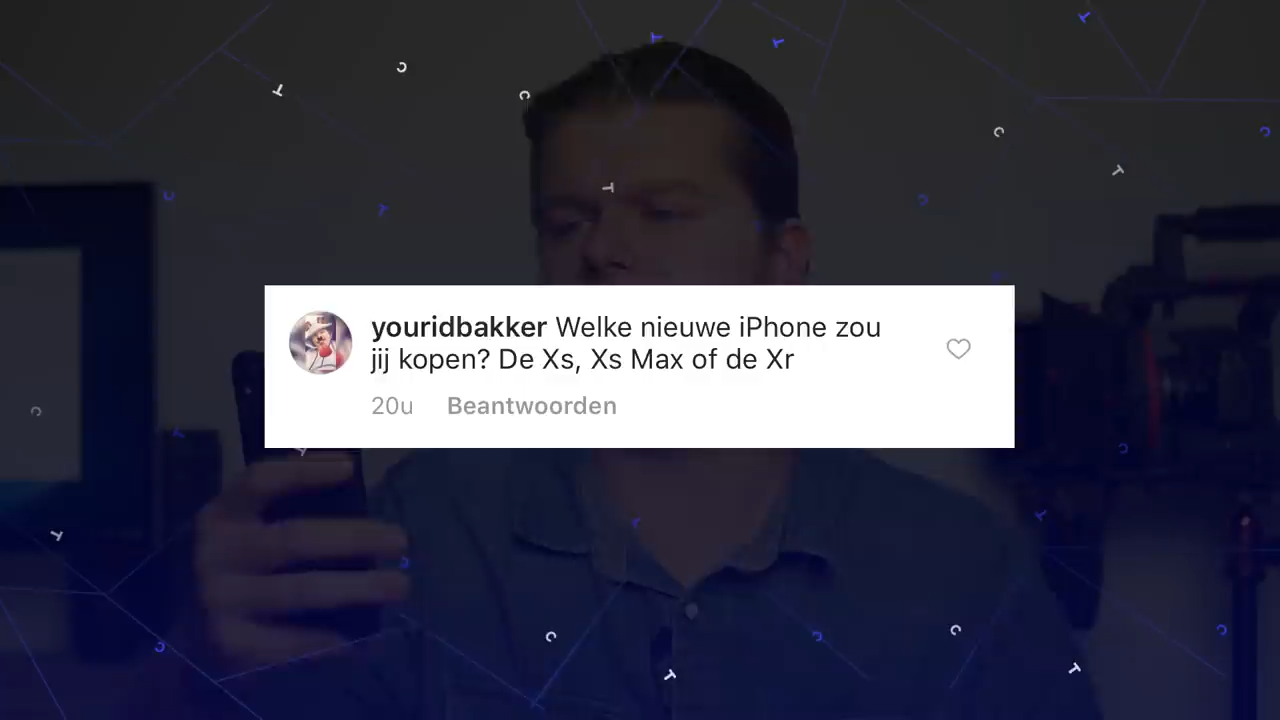 youridbakker Welke nieuwe iPhone zou
jij kopen? De Xs, Xs Max of de Xr
20u Beantwoorden